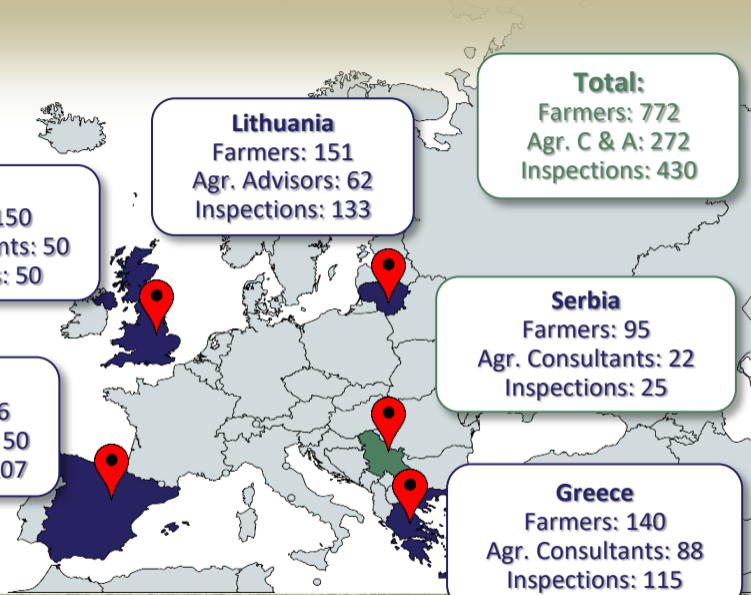 Total:
Farmers: 772
Agr. C & A: 272
Inspections: 430
Lithuania
Farmers: 151
Agr. Advisors: 62
Inspections: 133
150
nts: 50
s: 50
Serbia
Farmers: 95
Agr. Consultants: 22
Inspections: 25
6
50
07
Greece
Farmers: 140
Agr. Consultants: 88
Inspections: 115